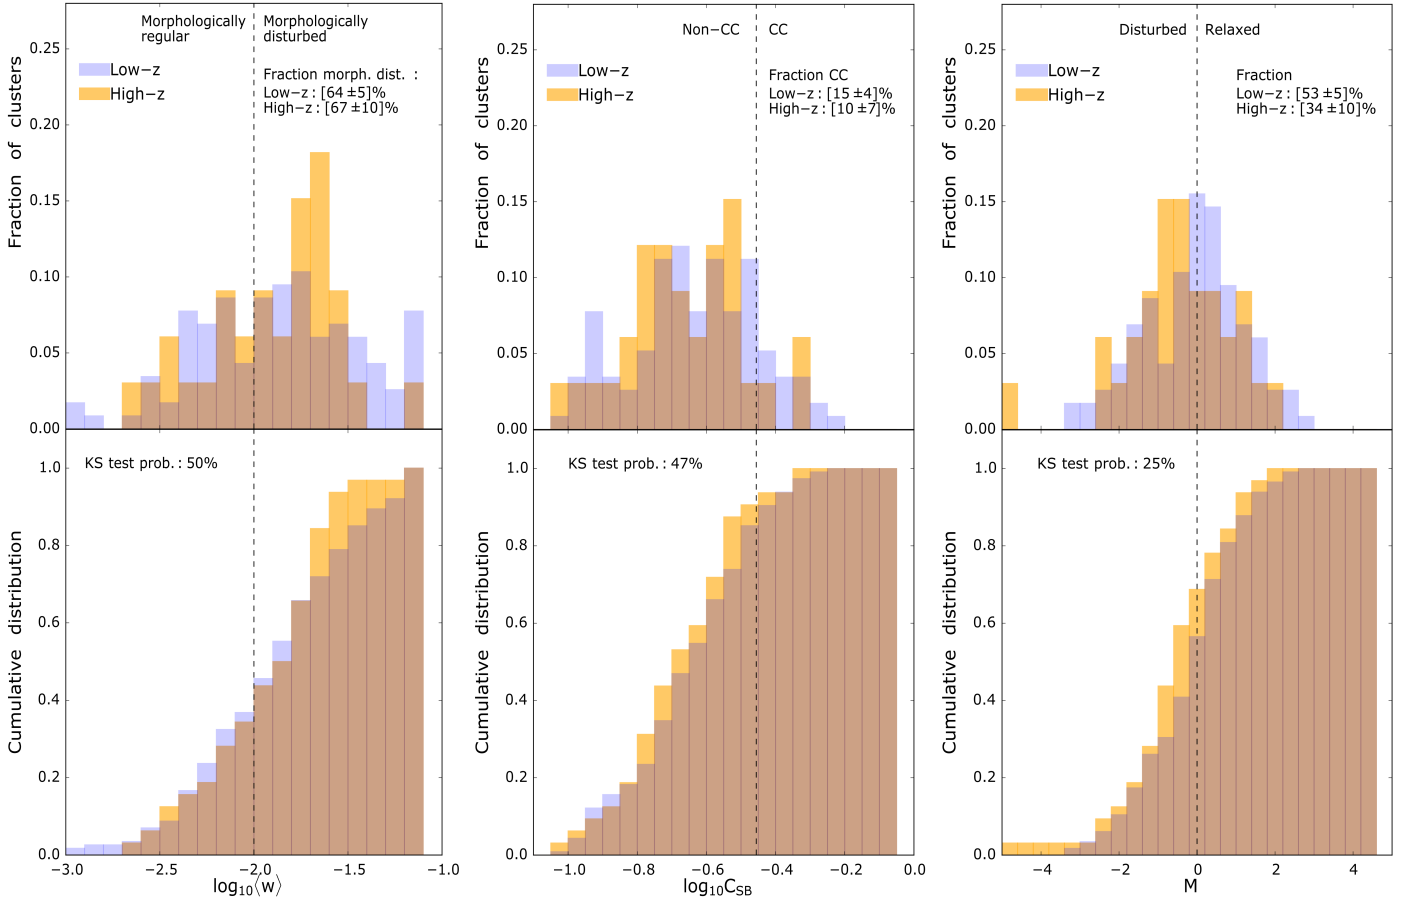 Morphologically
regular
Morphologically
disturbed
Low−z
High−z
Fraction morph. dist. :
Low−z : [64 ±5]%
High−z : [67 ±10]%
Fraction of clusters
0.25
0.20
0.15
0.10
0.05
0.00
KS test prob. : 50%
Cumulative distribution
1.0
0.8
0.6
0.4
0.2
0.0
−3.0 −2.5 −2.0 −1.5 −1.0
log₁₀⟨w⟩
Non−CC
CC
Low−z
High−z
Fraction CC
Low−z : [15 ±4]%
High−z : [10 ±7]%
Fraction of clusters
0.25
0.20
0.15
0.10
0.05
0.00
KS test prob. : 47%
Cumulative distribution
1.0
0.8
0.6
0.4
0.2
0.0
−1.0 −0.8 −0.6 −0.4 −0.2 0.0
log₁₀C_SB
Disturbed
Relaxed
Low−z
High−z
Fraction
Low−z : [53 ±5]%
High−z : [34 ±10]%
Fraction of clusters
0.25
0.20
0.15
0.10
0.05
0.00
KS test prob. : 25%
Cumulative distribution
1.0
0.8
0.6
0.4
0.2
0.0
−4 −2 0 2 4
M